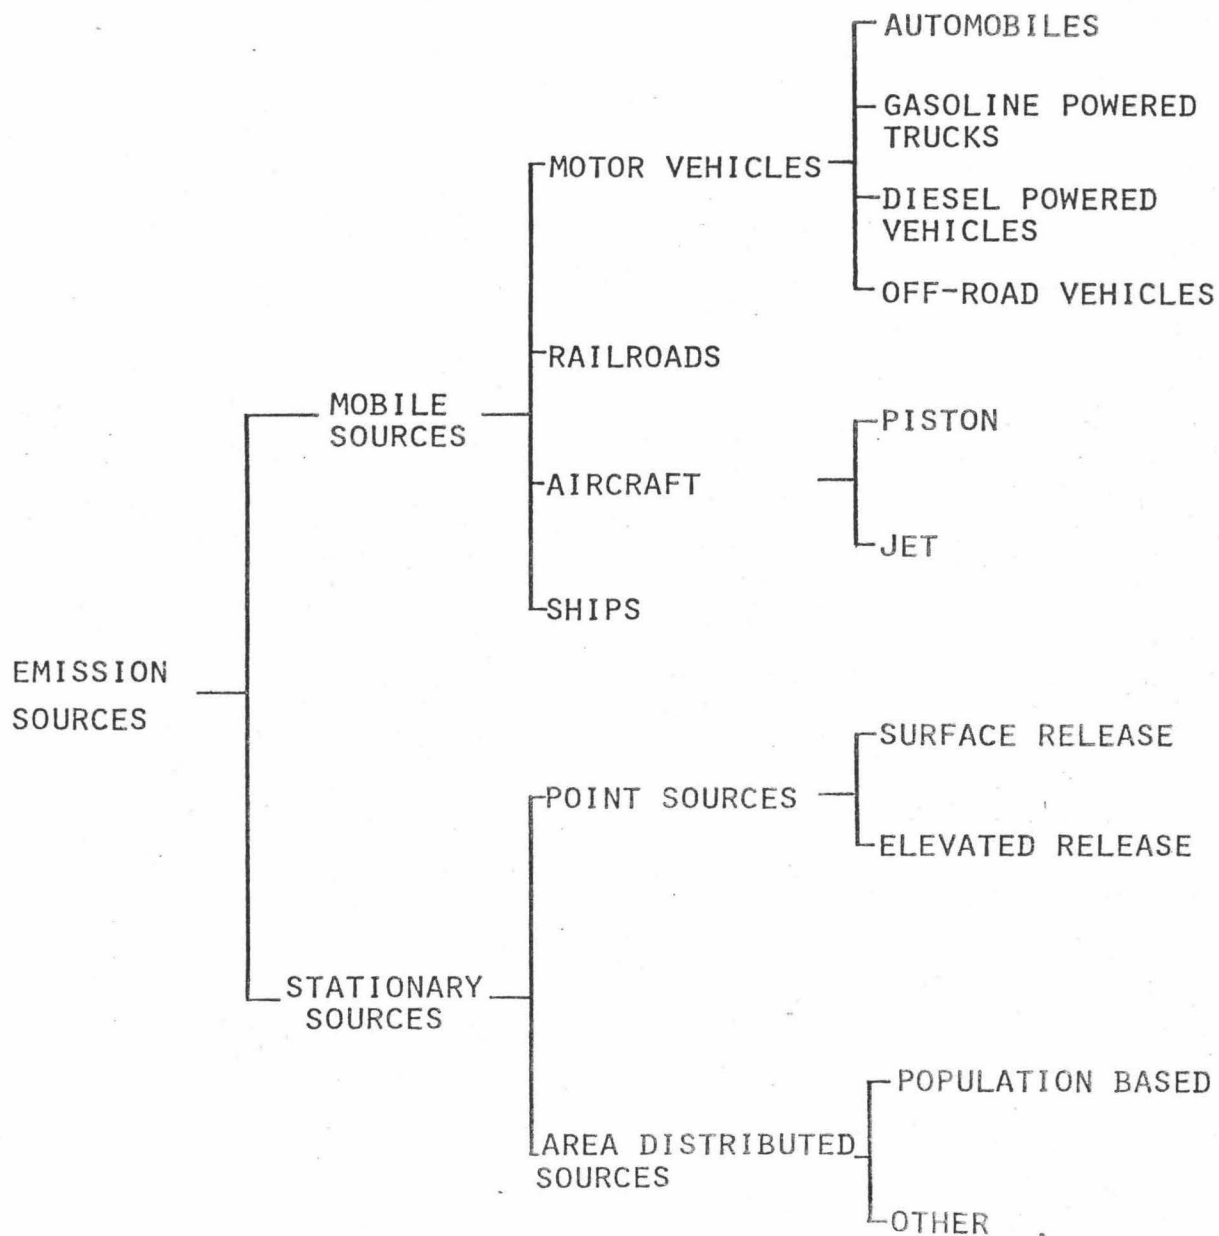 AUTOMOBILES
GASOLINE POWERED
TRUCKS
MOTOR VEHICLES
DIESEL POWERED
VEHICLES
OFF-ROAD VEHICLES
RAILROADS
MOBILE
SOURCES
PISTON
AIRCRAFT
JET
SHIPS
EMISSION
SOURCES
SURFACE RELEASE
POINT SOURCES
ELEVATED RELEASE
STATIONARY
SOURCES
POPULATION BASED
AREA DISTRIBUTED
SOURCES
OTHER